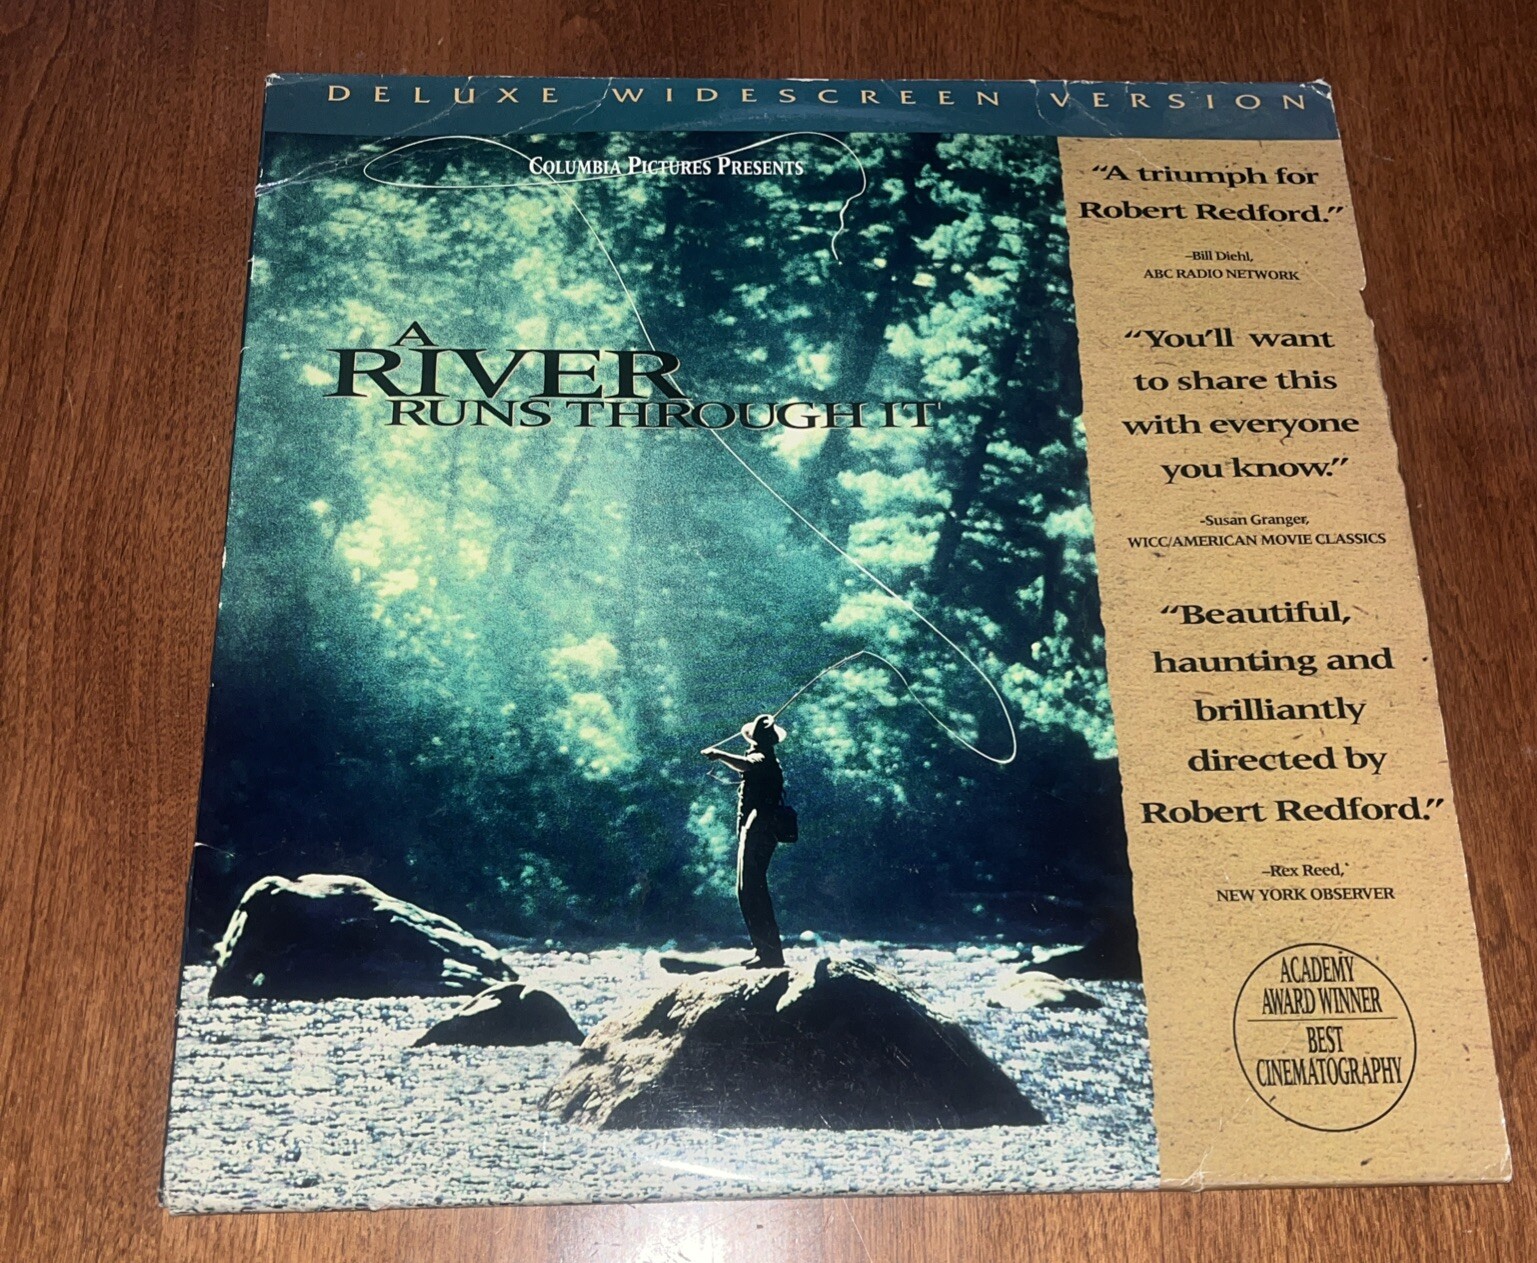 DELUXE WIDESCREEN VERSION
COLUMBIA PICTURES PRESENTS
A
RIVER
RUNS THROUGH IT
“A triumph for
Robert Redford.”
–Bill Diehl,
ABC RADIO NETWORK
“You’ll want
to share this
with everyone
you know.”
-Susan Granger,
WICC/AMERICAN MOVIE CLASSICS
“Beautiful,
haunting and
brilliantly
directed by
Robert Redford.”
–Rex Reed,
NEW YORK OBSERVER
ACADEMY
AWARD WINNER
BEST
CINEMATOGRAPHY